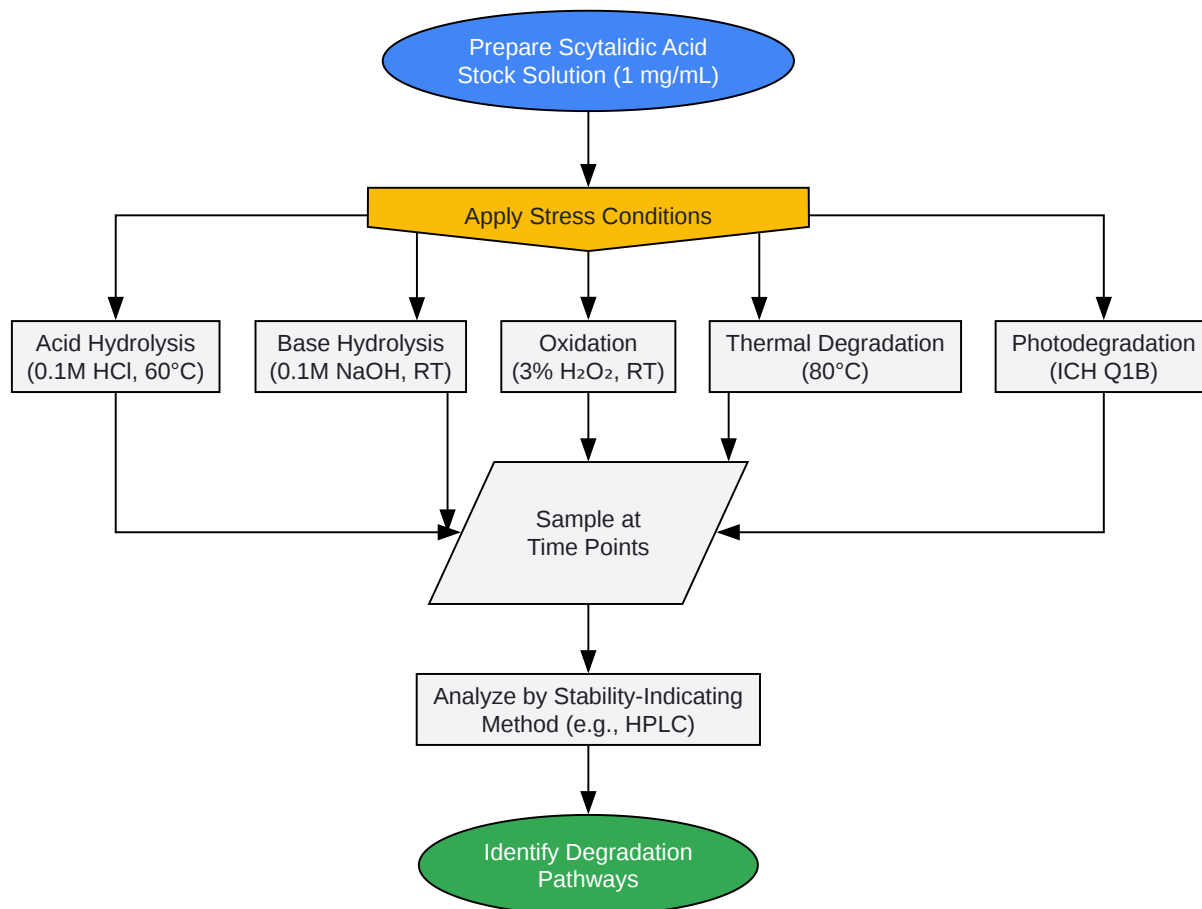 Prepare Scytalidic Acid
Stock Solution (1 mg/mL)
Apply Stress Conditions
Acid Hydrolysis
(0.1M HCl, 60°C)
Base Hydrolysis
(0.1M NaOH, RT)
Oxidation
(3% H₂O₂, RT)
Thermal Degradation
(80°C)
Photodegradation
(ICH Q1B)
Sample at
Time Points
Analyze by Stability-Indicating
Method (e.g., HPLC)
Identify Degradation
Pathways